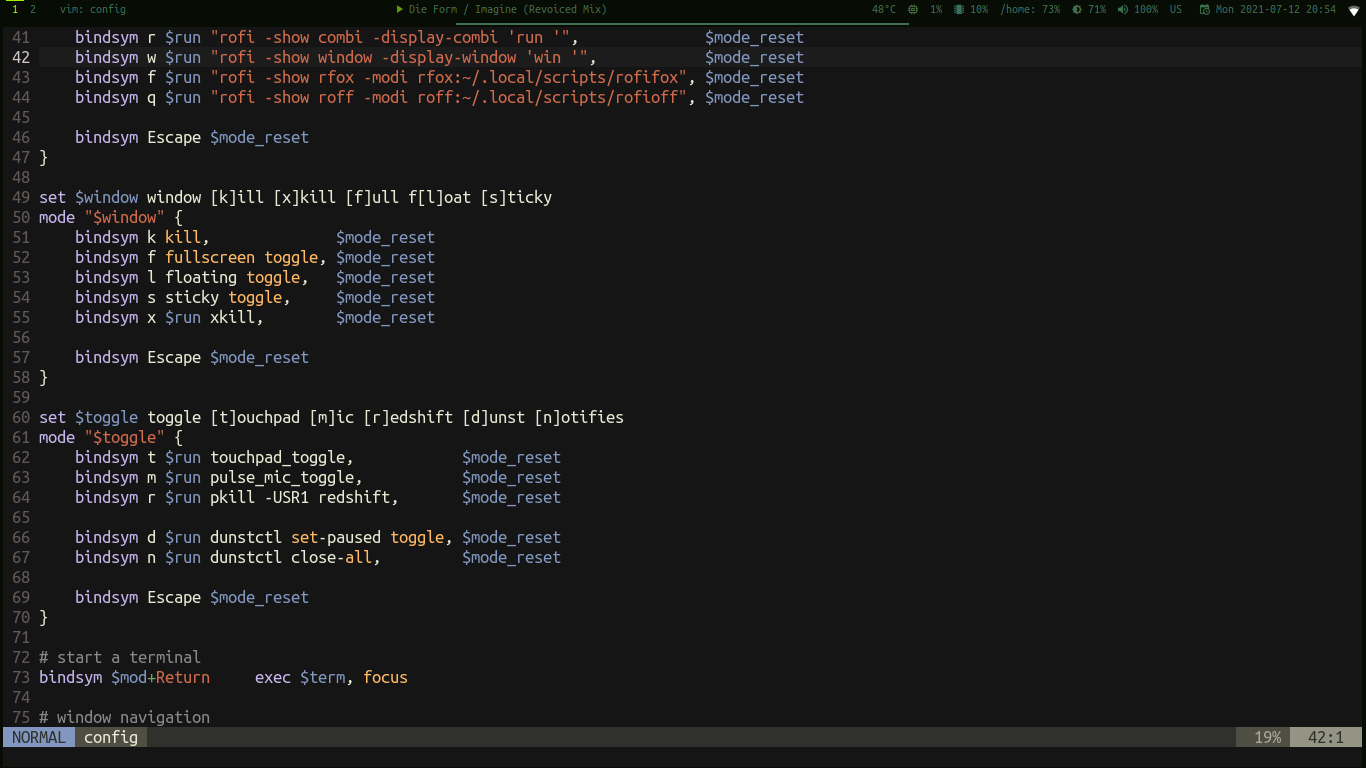 1 2 vim: config Die Form / Imagine (Revoiced Mix) 48°C 1% 10% /home: 73% 71% 100% US Mon 2021-07-12 20:54
41     bindsym r $run "rofi -show combi -display-combi 'run '",              $mode_reset
42     bindsym w $run "rofi -show window -display-window 'win '",            $mode_reset
43     bindsym f $run "rofi -show rfox -modi rfox:~/.local/scripts/rofifox", $mode_reset
44     bindsym q $run "rofi -show roff -modi roff:~/.local/scripts/rofioff", $mode_reset
45
46     bindsym Escape $mode_reset
47 }
48
49 set $window window [k]ill [x]kill [f]ull f[l]oat [s]ticky
50 mode "$window" {
51     bindsym k kill,              $mode_reset
52     bindsym f fullscreen toggle, $mode_reset
53     bindsym l floating toggle,   $mode_reset
54     bindsym s sticky toggle,     $mode_reset
55     bindsym x $run xkill,        $mode_reset
56
57     bindsym Escape $mode_reset
58 }
59
60 set $toggle toggle [t]ouchpad [m]ic [r]edshift [d]unst [n]otifies
61 mode "$toggle" {
62     bindsym t $run touchpad_toggle,            $mode_reset
63     bindsym m $run pulse_mic_toggle,           $mode_reset
64     bindsym r $run pkill -USR1 redshift,       $mode_reset
65
66     bindsym d $run dunstctl set-paused toggle, $mode_reset
67     bindsym n $run dunstctl close-all,         $mode_reset
68
69     bindsym Escape $mode_reset
70 }
71
72 # start a terminal
73 bindsym $mod+Return     exec $term, focus
74
75 # window navigation
NORMAL config 19% 42:1